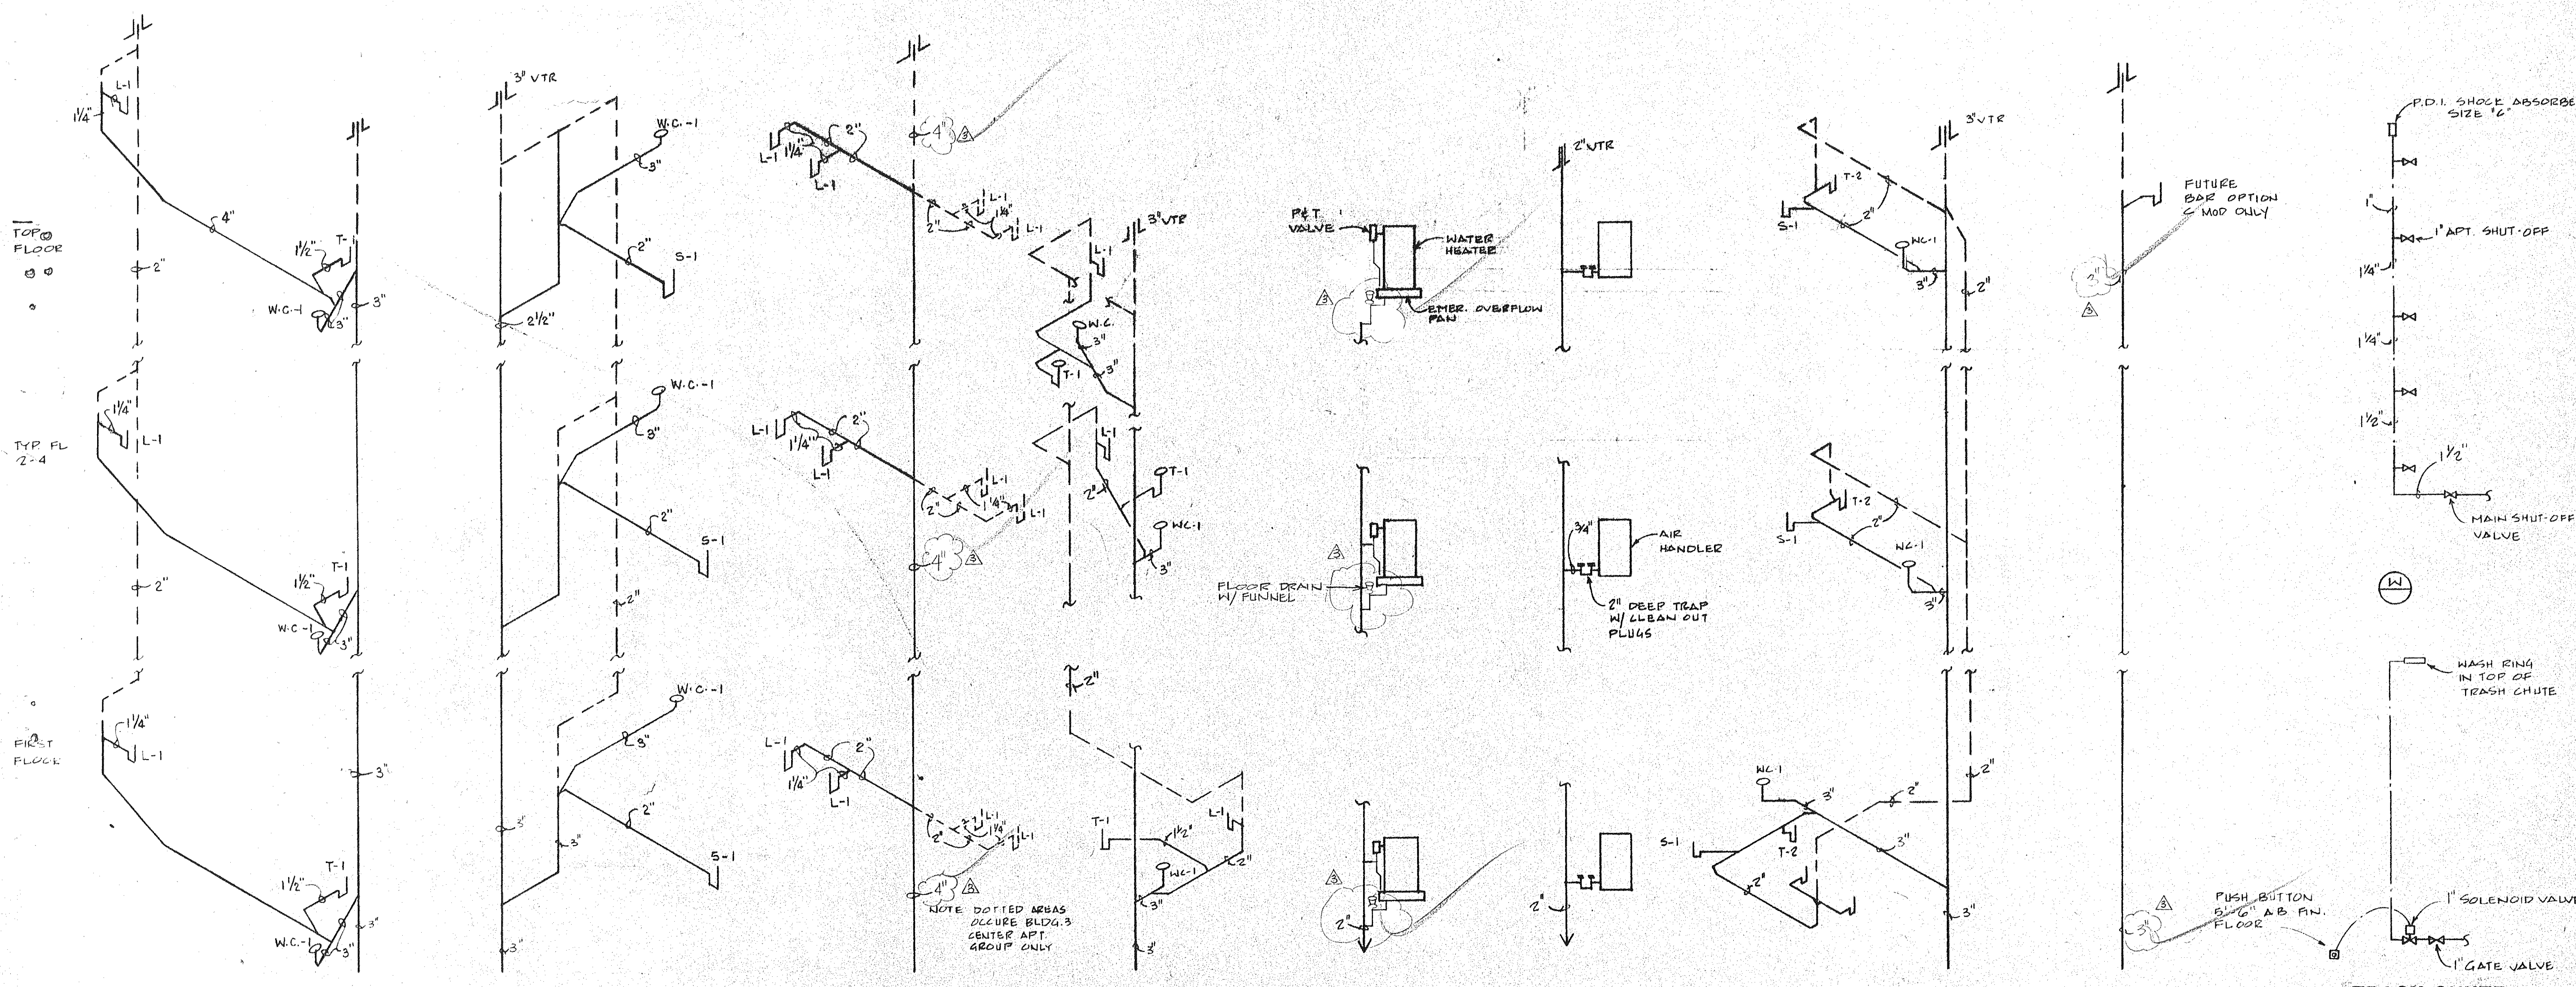 TOP
FLOOR
L-1
1¼"
4"
2"
1½"
T-1
W.C.-1
3"
3"
3" VTR
W.C.-1
3"
2"
S-1
2½"
L-1
1¼"
2"
L-1
4"
3
2"
L-1
1¼"
L-1
3" VTR
L-1
W.C.
3"
T-1
3"
P&T
VALVE
WATER
HEATER
3
EMER. OVERFLOW
PAN
2" VTR
3" VTR
T-2
S-1
2"
WC-1
3"
2"
FUTURE
BAR OPTION
C MOD ONLY
3"
3
P.D.I. SHOCK ABSORBE
SIZE "C"
1"
1" APT. SHUT-OFF
1¼"
1¼"
1½"
1½"
MAIN SHUT-OFF
VALVE
W
TYP. FL
2-4
1¼"
L-1
2"
1½"
T-1
W.C-1
3"
W.C.-1
3"
2"
S-1
2"
L-1
1¼"
2"
L-1
2"
L-1
1¼"
L-1
4"
3
L-1
2"
T-1
WC-1
3"
3
FLOOR DRAIN
W/ FUNNEL
3/4"
AIR
HANDLER
2" DEEP TRAP
W/ CLEAN OUT
PLUGS
T-2
S-1
2"
WC-1
3"
FIRST
FLOOR
1¼"
L-1
3"
T-1
1½"
W.C.-1
3"
3"
W.C.-1
3"
2"
S-1
3"
3"
3"
L-1
1¼"
2"
L-1
2"
L-1
1¼"
L-1
4"
3
NOTE DOTTED AREAS
OCCURE BLDG.3
CENTER APT.
GROUP ONLY
2"
T-1
1½"
L-1
2"
WC-1
3"
3"
3
2"
2"
WC-1
3"
2"
2"
S-1
T-2
3"
2"
3"
3
3"
WASH RING
IN TOP OF
TRASH CHUTE
PUSH BUTTON
5'-6" AB FIN.
FLOOR
1" SOLENOID VALV
1" GATE VALVE